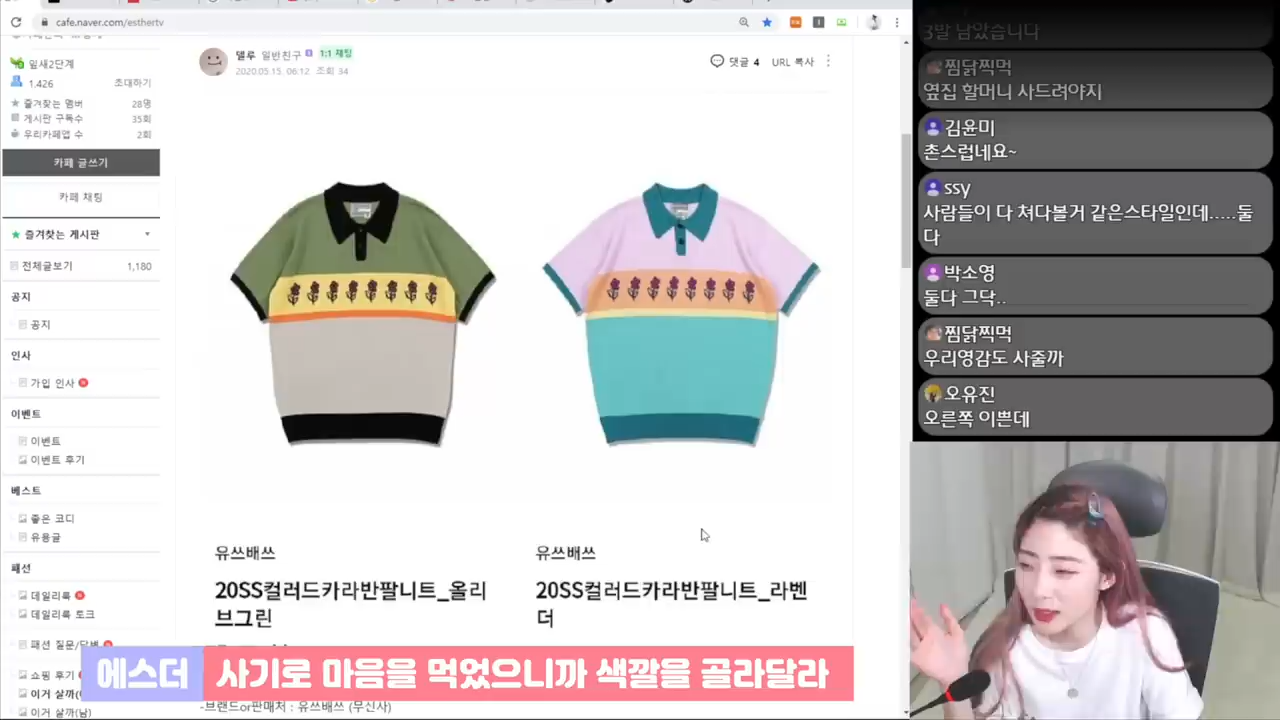 cafe.naver.com/esthertv
잎새2단계
1,426 초대하기
즐겨찾는 멤버 28명
게시판 구독수 35회
우리카페앱 수 2회
카페 글쓰기
카페 채팅
즐겨찾는 게시판
전체글보기 1,180
공지
공지
인사
가입 인사
이벤트
이벤트
이벤트 후기
베스트
좋은 코디
유용글
패션
데일리룩
데일리룩 토크
패션 질문/답변
쇼핑 후기
이거 살까(
이거 살까(남)
델루 일반친구 1:1 채팅
2020.05.15. 06:12 조회 34
댓글 4 URL 복사
유쓰배쓰
20SS컬러드카라반팔니트_올리
브그린
유쓰배쓰
20SS컬러드카라반팔니트_라벤
더
에스더 사기로 마음을 먹었으니까 색깔을 골라달라
-브랜드or판매처 : 유쓰배쓰 (무신사)
3발 남았습니다
찜닭찍먹
옆집 할머니 사드려야지
김윤미
촌스럽네요~
ssy
사람들이 다 쳐다볼거 같은스타일인데.....둘
다
박소영
둘다 그닥..
찜닭찍먹
우리영감도 사줄까
오유진
오른쪽 이쁜데